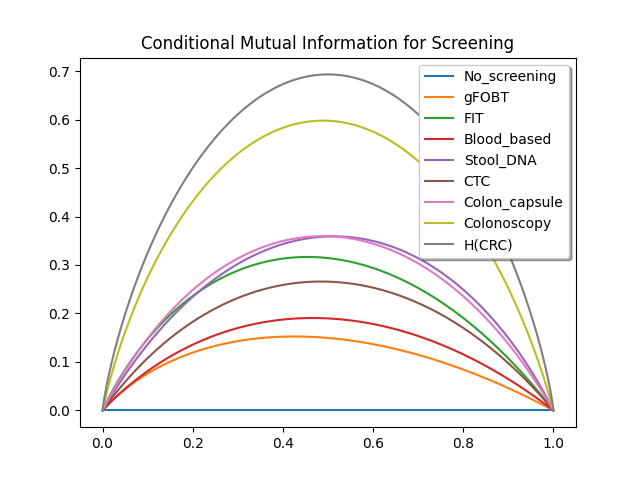 Conditional Mutual Information for Screening
0.7
0.6
0.5
0.4
0.3
0.2
0.1
0.0
No_screening
gFOBT
FIT
Blood_based
Stool_DNA
CTC
Colon_capsule
Colonoscopy
H(CRC)
0.0 0.2 0.4 0.6 0.8 1.0